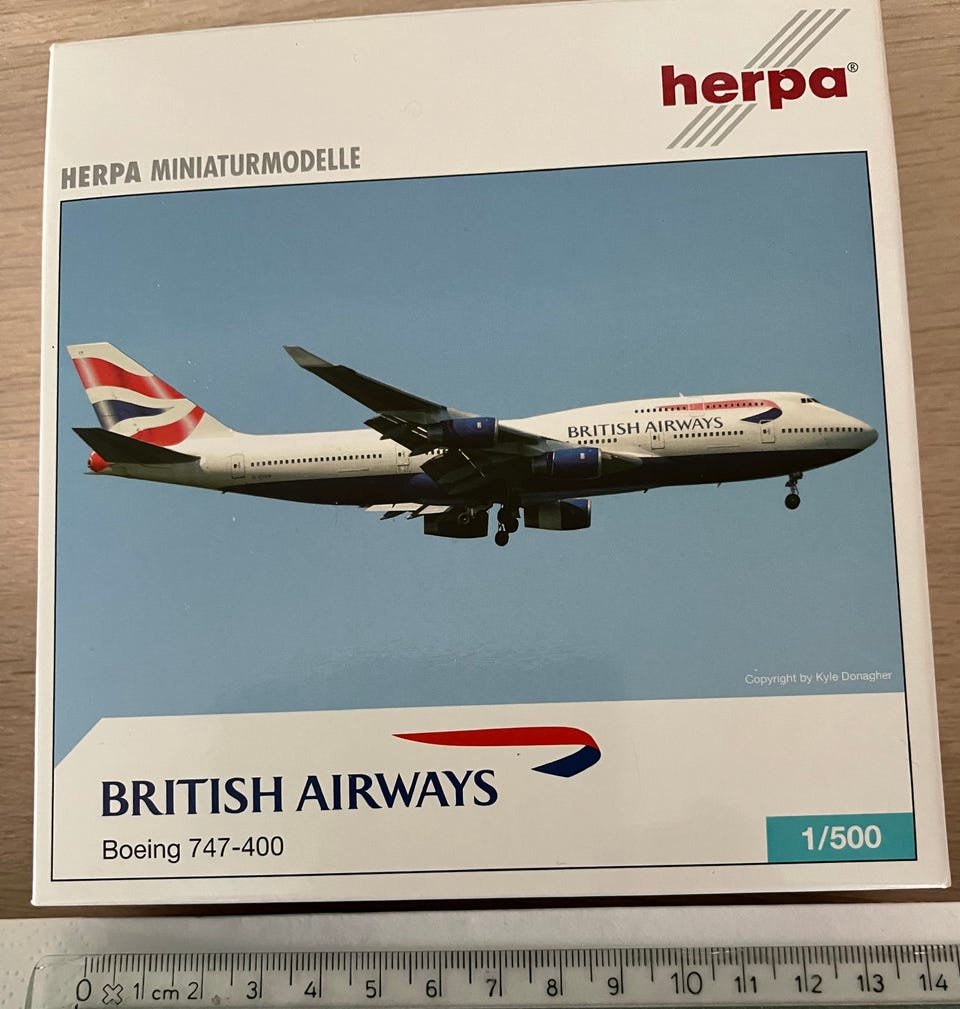 herpa®
HERPA MINIATURMODELLE
BRITISH AIRWAYS
Copyright by Kyle Donagher
BRITISH AIRWAYS
Boeing 747-400
1/500
0 1 cm 2 3 4 5 6 7 8 9 10 11 12 13 14